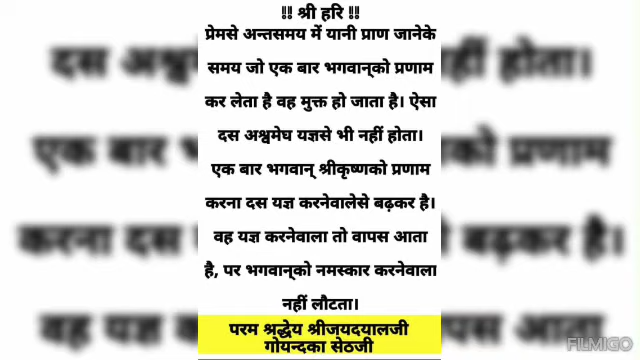 !! श्री हरि !!
प्रेमसे अन्तसमय में यानी प्राण जानेके
समय जो एक बार भगवान्‌को प्रणाम
कर लेता है वह मुक्त हो जाता है। ऐसा
दस अश्वमेघ यज्ञसे भी नहीं होता।
एक बार भगवान् श्रीकृष्णको प्रणाम
करना दस यज्ञ करनेवालेसे बढ़कर है।
वह यज्ञ करनेवाला तो वापस आता
है, पर भगवान्‌को नमस्कार करनेवाला
नहीं लौटता।
परम श्रद्धेय श्रीजयदयालजी
गोयन्दका सेठजी
FILMIGO